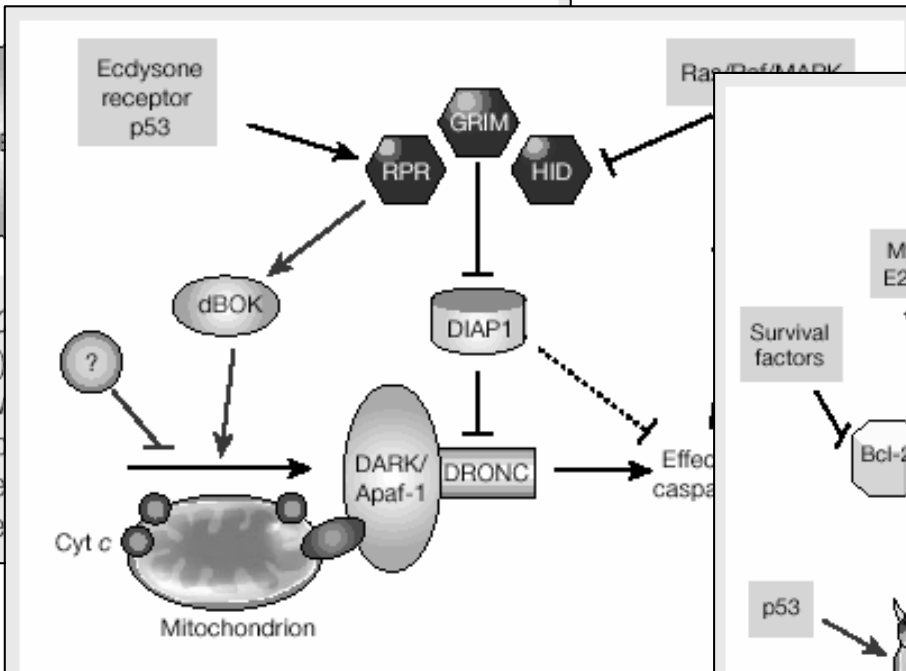 Ecdysone
receptor
p53
GRIM
RPR
HID
dBOK
DIAP1
?
DARK/
Apaf-1
DRONC
Cyt c
Mitochondrion
Survival
factors
p53